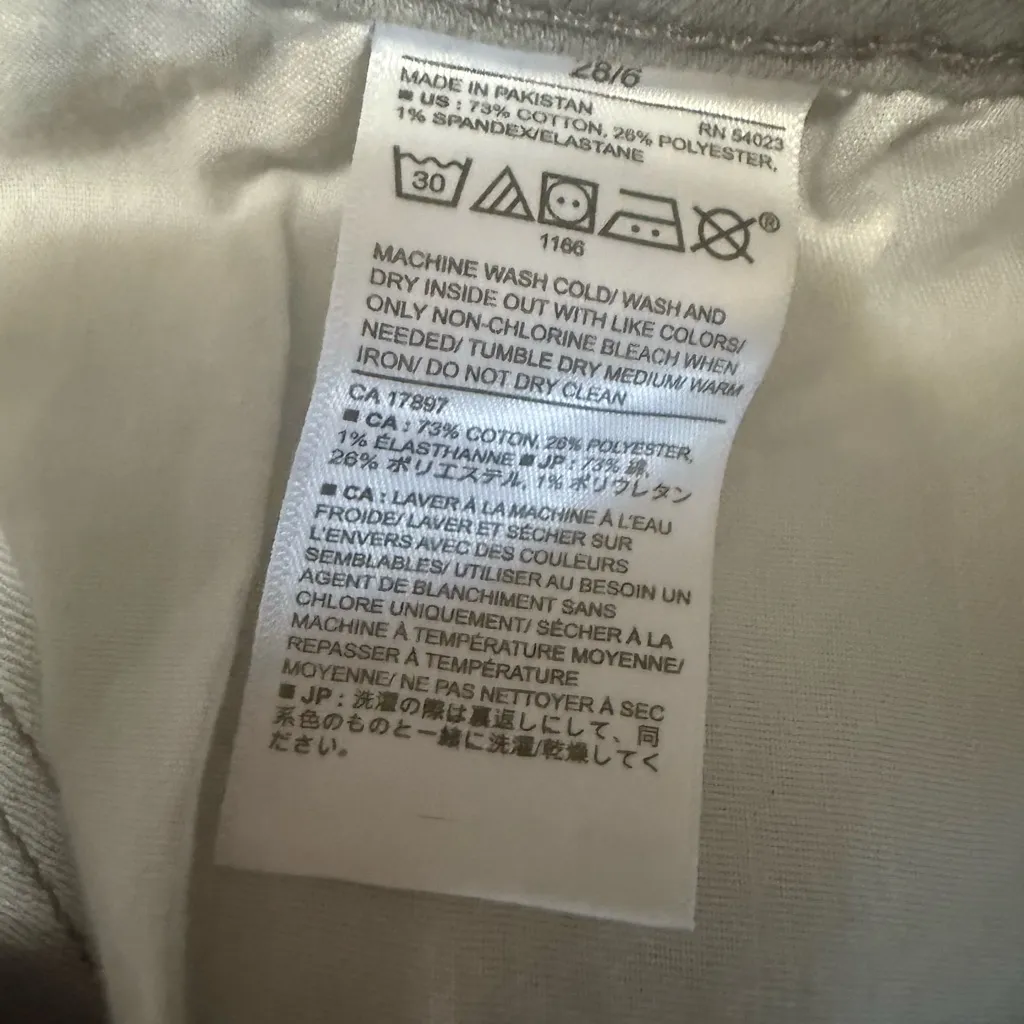 28/6
MADE IN PAKISTAN
RN 54023
■ US : 73% COTTON, 26% POLYESTER,
1% SPANDEX/ELASTANE
30
®
1166
MACHINE WASH COLD/ WASH AND
DRY INSIDE OUT WITH LIKE COLORS/
ONLY NON-CHLORINE BLEACH WHEN
NEEDED/ TUMBLE DRY MEDIUM/ WARM
IRON/ DO NOT DRY CLEAN
CA 17897
■ CA : 73% COTON, 26% POLYESTER,
1% ÉLASTHANNE ■ JP : 73% 綿,
26% ポリエステル, 1% ポリウレタン
■ CA : LAVER À LA MACHINE À L'EAU
FROIDE/ LAVER ET SÉCHER SUR
L'ENVERS AVEC DES COULEURS
SEMBLABLES/ UTILISER AU BESOIN UN
AGENT DE BLANCHIMENT SANS
CHLORE UNIQUEMENT/ SÉCHER À LA
MACHINE À TEMPÉRATURE MOYENNE/
REPASSER À TEMPÉRATURE
MOYENNE/ NE PAS NETTOYER À SEC
■ JP : 洗濯の際は裏返しにして、同
系色のものと一緒に洗濯/乾燥してく
ださい。